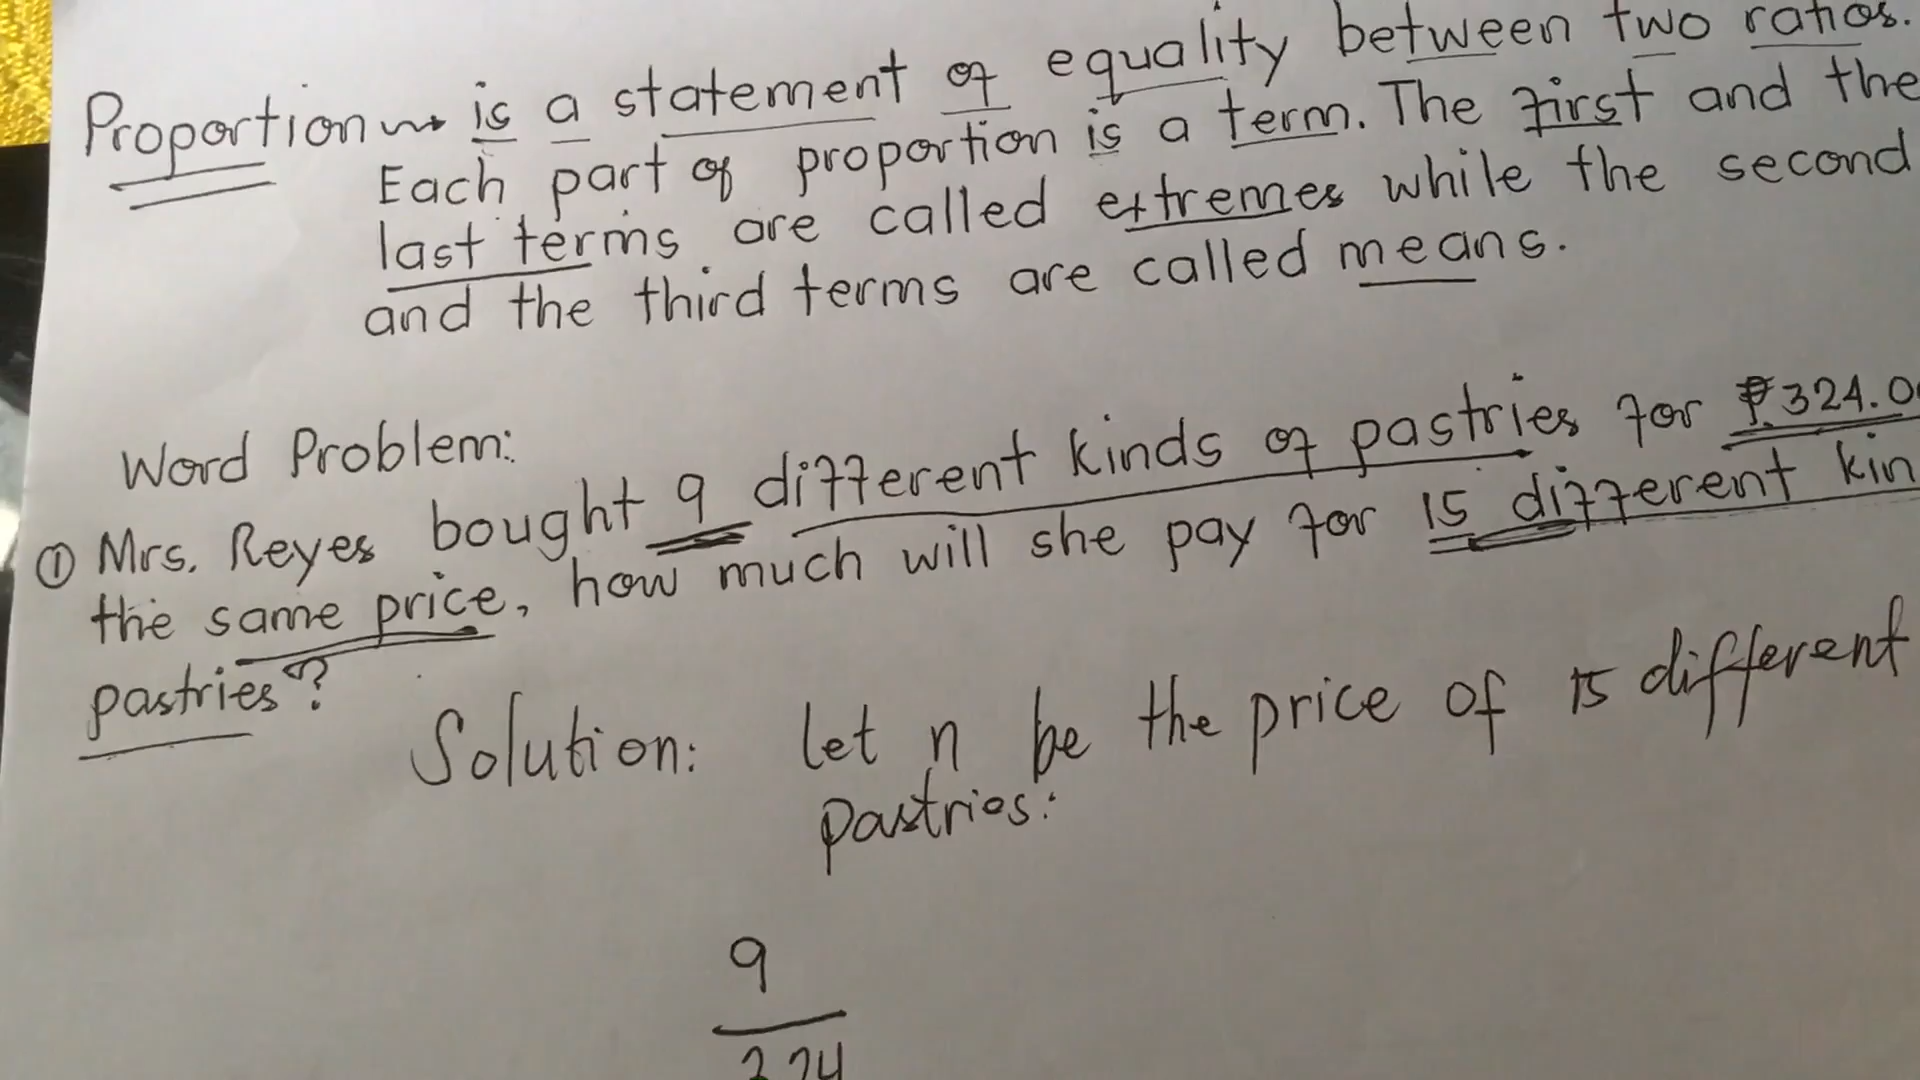 Proportion is a statement of equality between two ratios.
Each part of proportion is a term. The first and the
last terms are called extremes while the second
and the third terms are called means.
Word Problem:
① Mrs. Reyes bought 9 different kinds of pastries for ₱324.0
the same price, how much will she pay for 15 different kin
pastries?
Solution: let n be the price of 15 different
pastries:
9
324